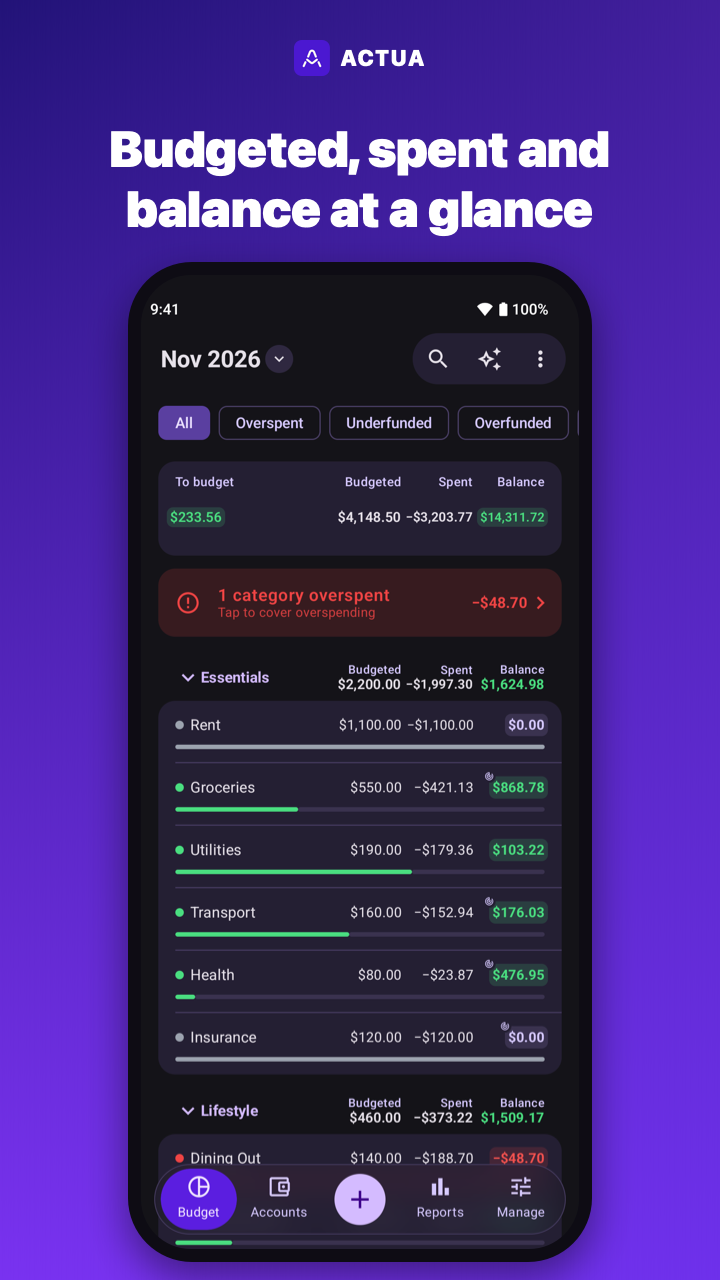 ACTUA
Budgeted, spent and
balance at a glance
9:41 100%
Nov 2026
All Overspent Underfunded Overfunded
To budget Budgeted Spent Balance
$233.56 $4,148.50 −$3,203.77 $14,311.72
1 category overspent
Tap to cover overspending
−$48.70
Essentials
Budgeted Spent Balance
$2,200.00 −$1,997.30 $1,624.98
Rent $1,100.00 −$1,100.00 $0.00
Groceries $550.00 −$421.13 $868.78
Utilities $190.00 −$179.36 $103.22
Transport $160.00 −$152.94 $176.03
Health $80.00 −$23.87 $476.95
Insurance $120.00 −$120.00 $0.00
Lifestyle
Budgeted Spent Balance
$460.00 −$373.22 $1,509.17
Dining Out $140.00 −$188.70 −$48.70
Budget Accounts Reports Manage